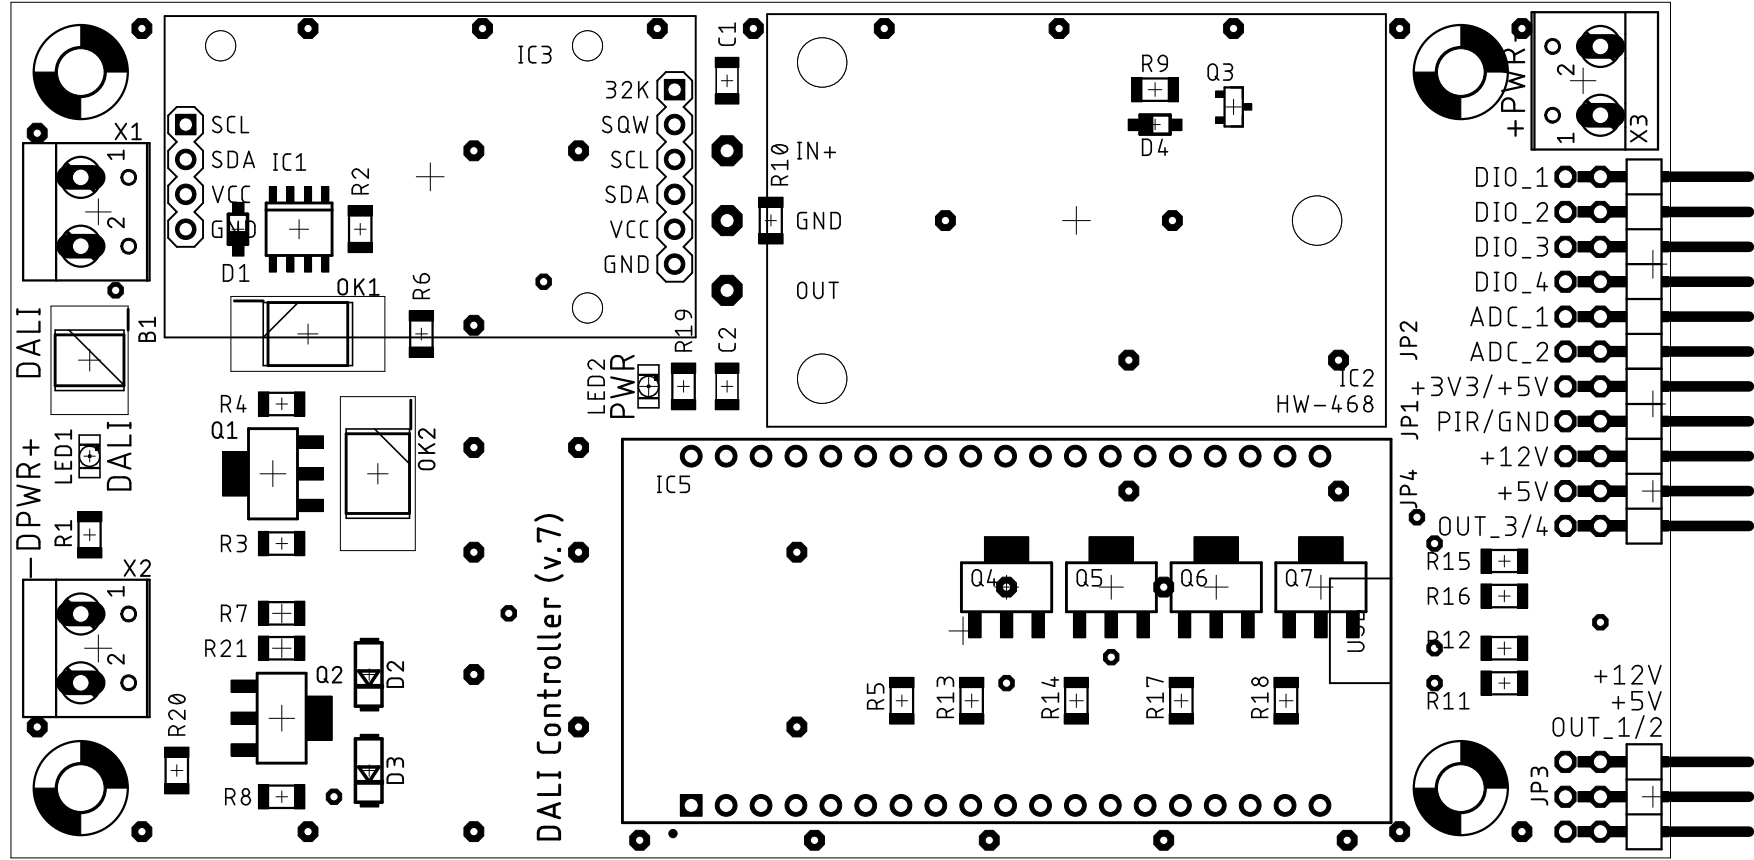 X1
1
2
DALI
B1
SCL
SDA
VCC
GND
IC1
R2
D1
OK1
R6
IC3
32K
SQW
SCL
SDA
VCC
GND
C1
R10
IN+
GND
OUT
R19
C2
LED2
PWR
R9
Q3
D4
IC2
HW-468
+PWR-
2
1
X3
DIO_1
DIO_2
DIO_3
DIO_4
ADC_1
ADC_2
+3V3/+5V
PIR/GND
+12V
+5V
OUT_3/4
JP2
JP1
JP4
-DPWR+
LED1
DALI
R1
R4
Q1
OK2
R3
X2
1
2
R7
R21
Q2
D2
R20
D3
R8
DALI Controller (v.7)
IC5
Q4
Q5
Q6
Q7
USB
R5
R13
R14
R17
R18
R15
R16
R12
R11
+12V
+5V
OUT_1/2
JP3